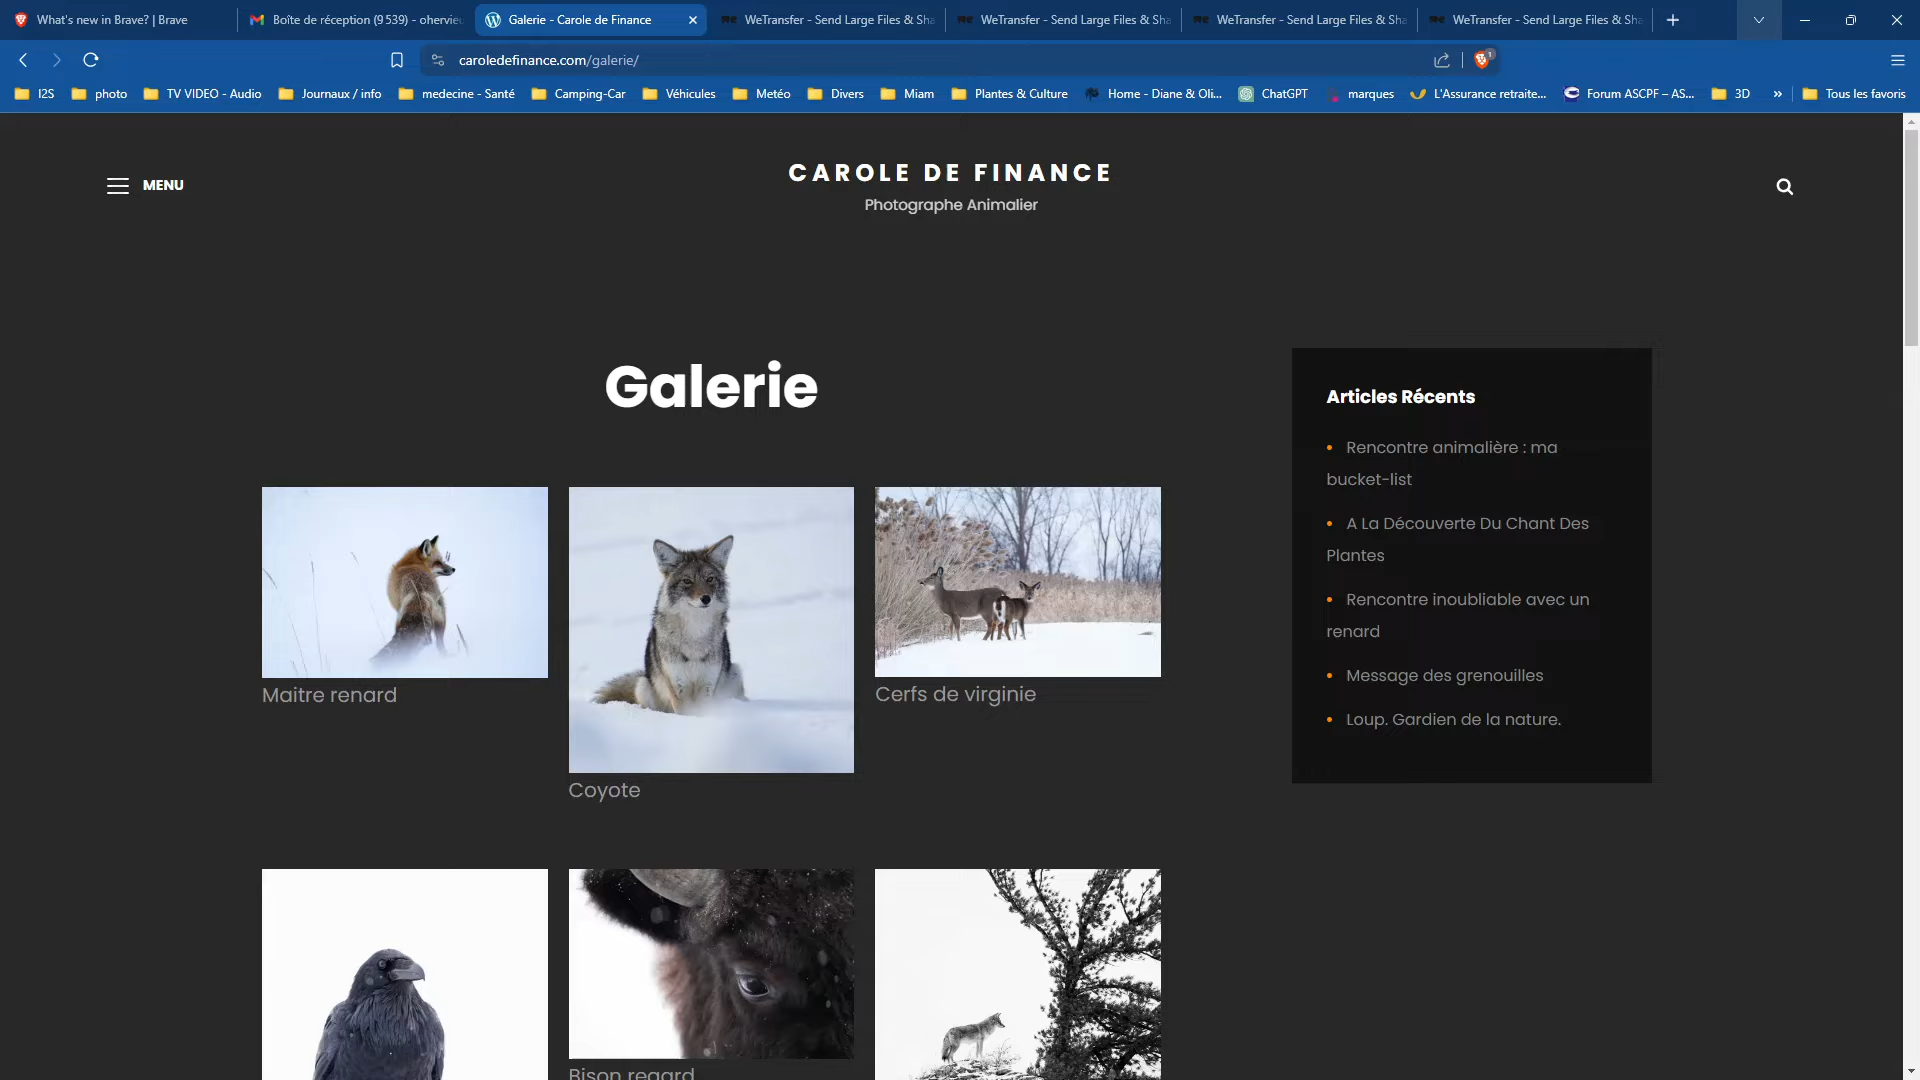 What's new in Brave? | Brave
Boîte de réception (9 539) - ohervieu
Galerie - Carole de Finance
WeTransfer - Send Large Files & Sha
WeTransfer - Send Large Files & Sha
WeTransfer - Send Large Files & Sha
WeTransfer - Send Large Files & Sha
caroledefinance.com/galerie/
1
I2S
photo
TV VIDEO - Audio
Journaux / info
medecine - Santé
Camping-Car
Véhicules
Metéo
Divers
Miam
Plantes & Culture
Home - Diane & Oli...
ChatGPT
marques
L'Assurance retraite...
Forum ASCPF – AS...
3D
»
Tous les favoris
MENU
CAROLE DE FINANCE
Photographe Animalier
Galerie
Maitre renard
Coyote
Cerfs de virginie
Bison regard
Articles Récents
• Rencontre animalière : ma
bucket-list
• A La Découverte Du Chant Des
Plantes
• Rencontre inoubliable avec un
renard
• Message des grenouilles
• Loup. Gardien de la nature.